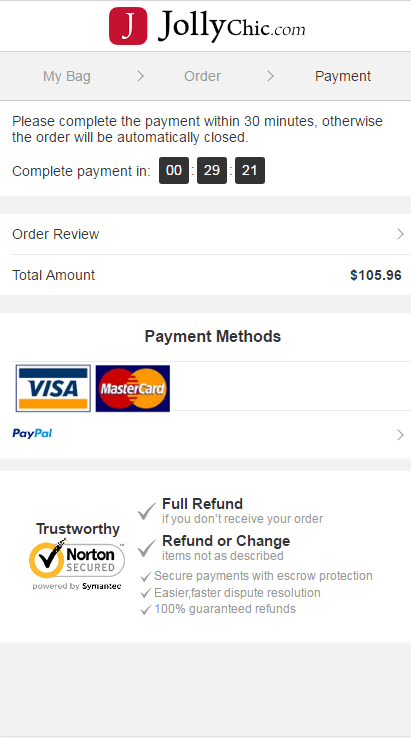 J JollyChic.com
My Bag > Order > Payment
Please complete the payment within 30 minutes, otherwise
the order will be automatically closed.
Complete payment in: 00 : 29 : 21
Order Review >
Total Amount $105.96
Payment Methods
VISA MasterCard
PayPal >
Trustworthy
Norton
SECURED
powered by Symantec
Full Refund
if you don't receive your order
Refund or Change
items not as described
Secure payments with escrow protection
Easier,faster dispute resolution
100% guaranteed refunds